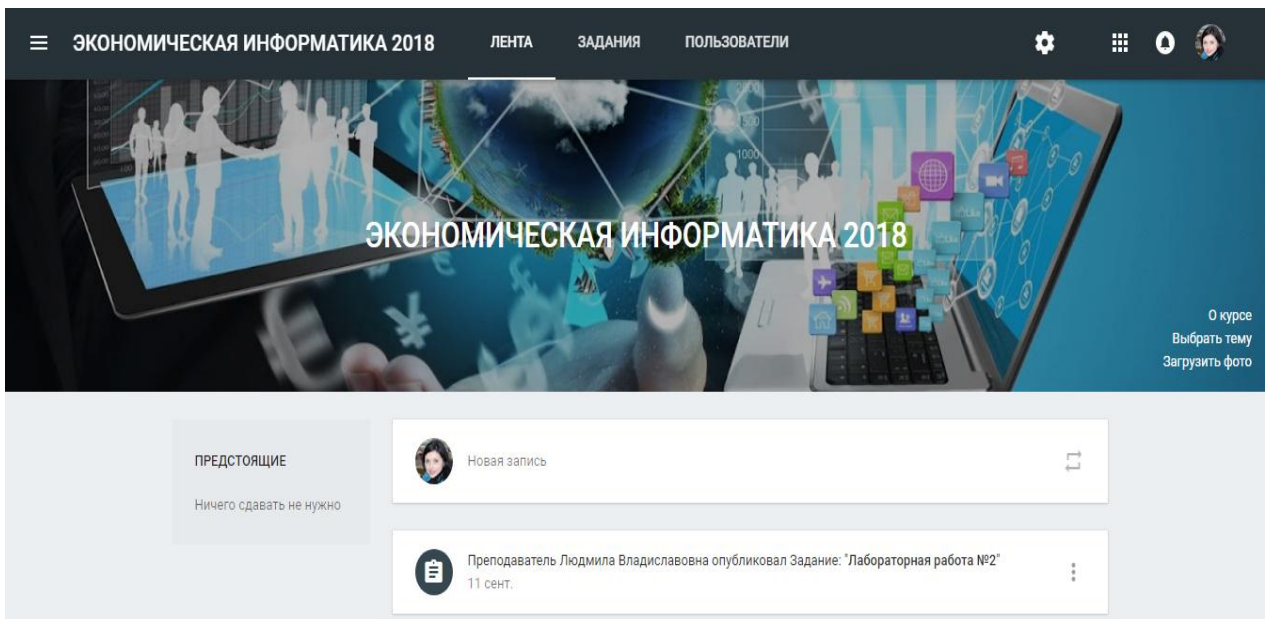 ЭКОНОМИЧЕСКАЯ ИНФОРМАТИКА 2018 ЛЕНТА ЗАДАНИЯ ПОЛЬЗОВАТЕЛИ
ЭКОНОМИЧЕСКАЯ ИНФОРМАТИКА 2018
О курсе
Выбрать тему
Загрузить фото
ПРЕДСТОЯЩИЕ
Ничего сдавать не нужно
Новая запись
Преподаватель Людмила Владиславовна опубликовал Задание: "Лабораторная работа №2"
11 сент.